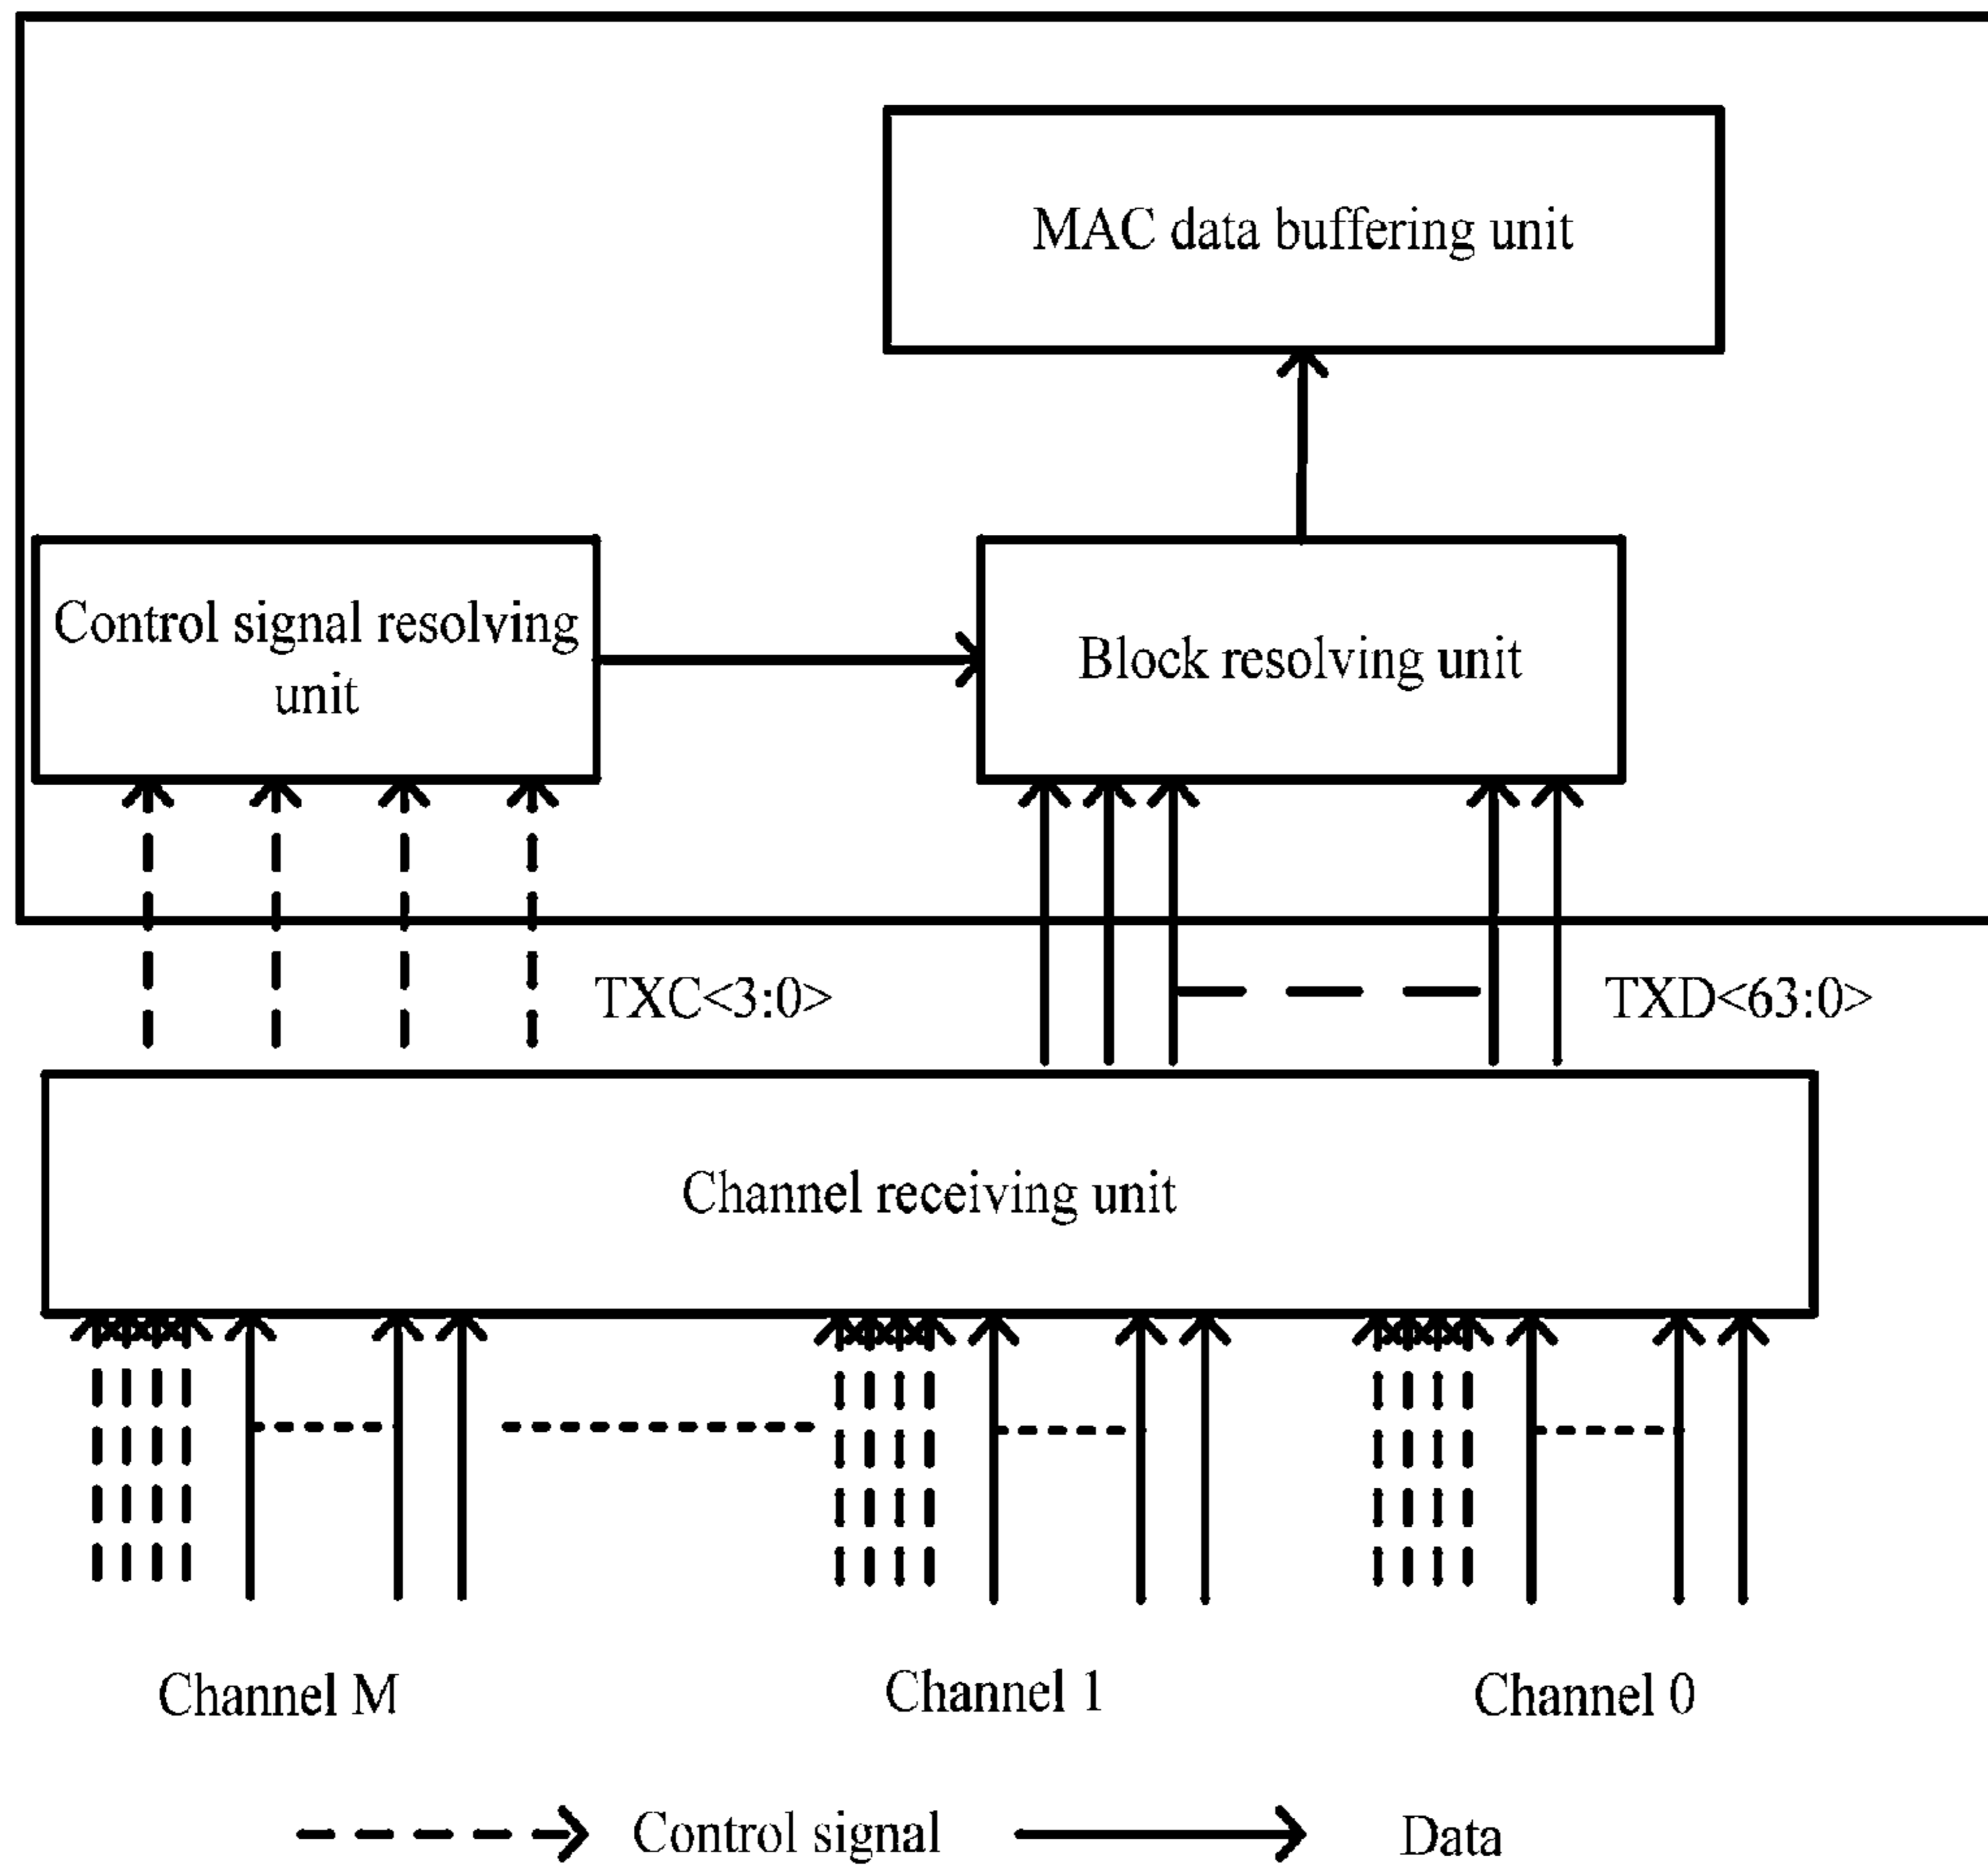 MAC data buffering unit
Control signal resolving
unit
Block resolving unit
TXC<3:0>
TXD<63:0>
Channel receiving unit
Channel M
Channel 1
Channel 0
Control signal
Data